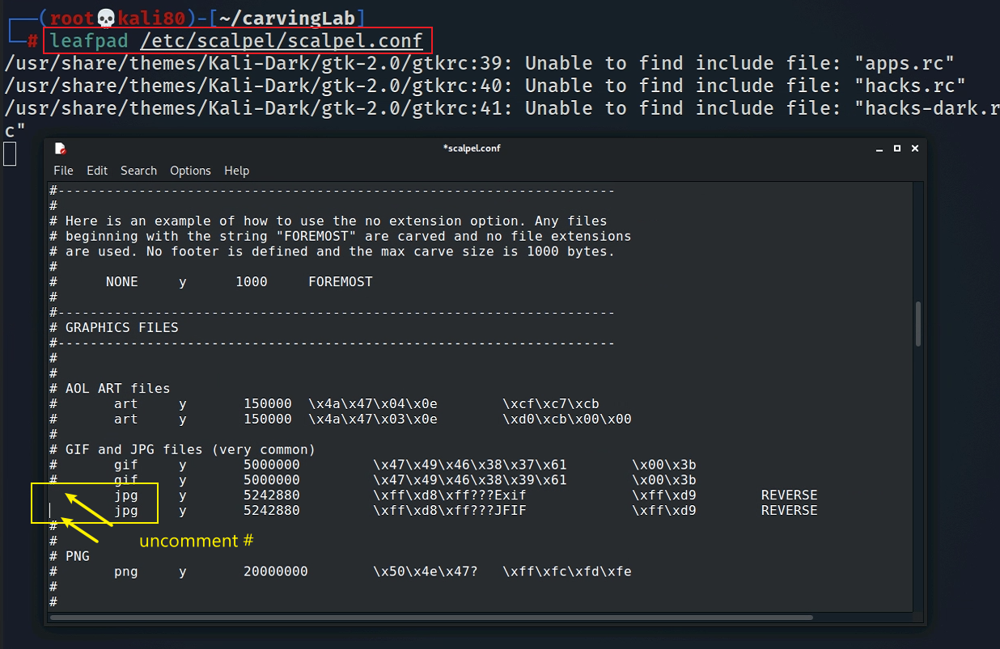 ┌──(root💀kali80)-[~/carvingLab]
└─# leafpad /etc/scalpel/scalpel.conf
/usr/share/themes/Kali-Dark/gtk-2.0/gtkrc:39: Unable to find include file: "apps.rc"
/usr/share/themes/Kali-Dark/gtk-2.0/gtkrc:40: Unable to find include file: "hacks.rc"
/usr/share/themes/Kali-Dark/gtk-2.0/gtkrc:41: Unable to find include file: "hacks-dark.r
c"
*scalpel.conf
File Edit Search Options Help
#---------------------------------------------------------------------
#
# Here is an example of how to use the no extension option. Any files
# beginning with the string "FOREMOST" are carved and no file extensions
# are used. No footer is defined and the max carve size is 1000 bytes.
#
#      NONE     y      1000     FOREMOST
#
#---------------------------------------------------------------------
# GRAPHICS FILES
#---------------------------------------------------------------------
#
#
# AOL ART files
#       art     y       150000  \x4a\x47\x04\x0e        \xcf\xc7\xcb
#       art     y       150000  \x4a\x47\x03\x0e        \xd0\xcb\x00\x00
#
# GIF and JPG files (very common)
#       gif     y       5000000         \x47\x49\x46\x38\x37\x61        \x00\x3b
#       gif     y       5000000         \x47\x49\x46\x38\x39\x61        \x00\x3b
        jpg     y       5242880         \xff\xd8\xff???Exif             \xff\xd9        REVERSE
        jpg     y       5242880         \xff\xd8\xff???JFIF             \xff\xd9        REVERSE
#
uncomment #
#
# PNG
#       png     y       20000000        \x50\x4e\x47?   \xff\xfc\xfd\xfe
#
#